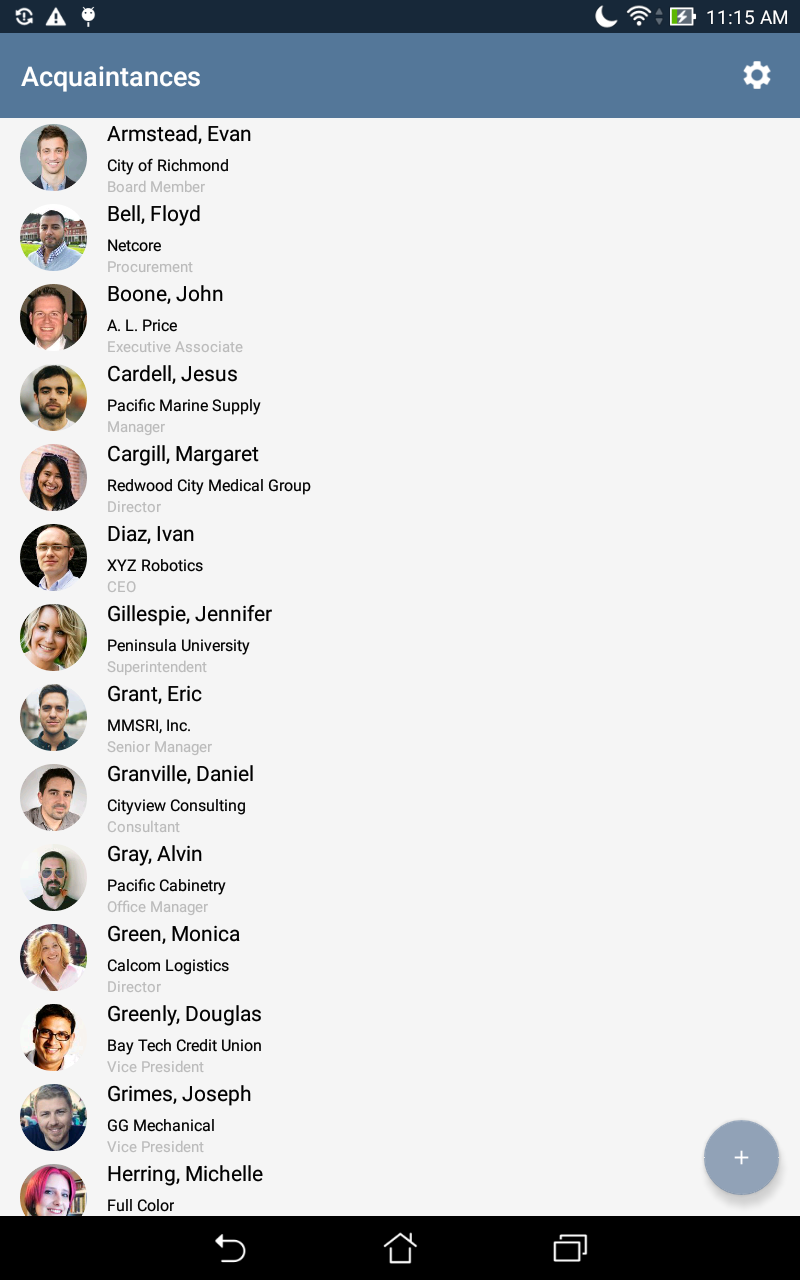 11:15 AM
Acquaintances
Armstead, Evan
City of Richmond
Board Member
Bell, Floyd
Netcore
Procurement
Boone, John
A. L. Price
Executive Associate
Cardell, Jesus
Pacific Marine Supply
Manager
Cargill, Margaret
Redwood City Medical Group
Director
Diaz, Ivan
XYZ Robotics
CEO
Gillespie, Jennifer
Peninsula University
Superintendent
Grant, Eric
MMSRI, Inc.
Senior Manager
Granville, Daniel
Cityview Consulting
Consultant
Gray, Alvin
Pacific Cabinetry
Office Manager
Green, Monica
Calcom Logistics
Director
Greenly, Douglas
Bay Tech Credit Union
Vice President
Grimes, Joseph
GG Mechanical
Vice President
Herring, Michelle
Full Color
+